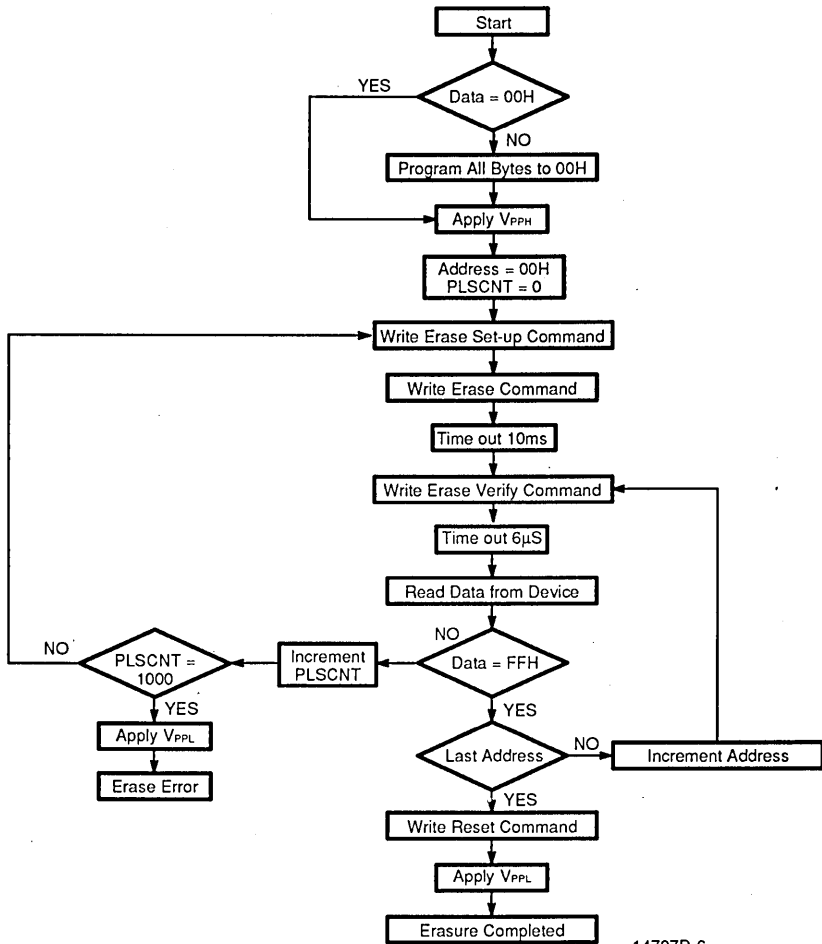 Start
YES
Data = 00H
NO
Program All Bytes to 00H
Apply VPPH
Address = 00H
PLSCNT = 0
Write Erase Set-up Command
Write Erase Command
Time out 10ms
Write Erase Verify Command
Time out 6µS
Read Data from Device
NO
NO
PLSCNT =
1000
Increment
PLSCNT
Data = FFH
YES
YES
Apply VPPL
Last Address
NO
Increment Address
Erase Error
YES
Write Reset Command
Apply VPPL
Erasure Completed